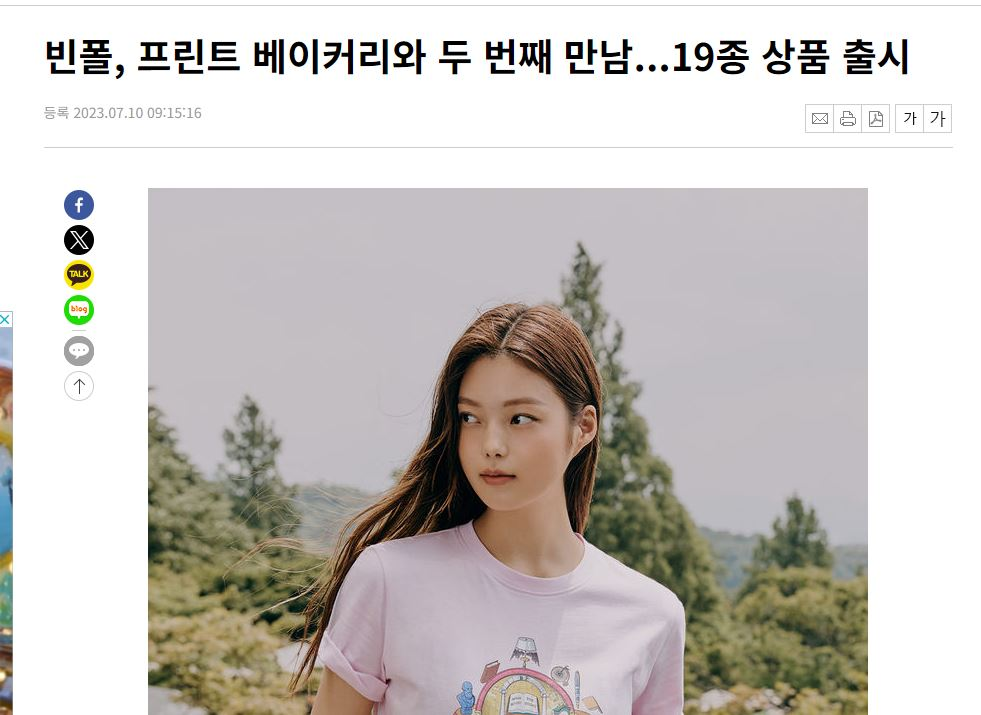 빈폴, 프린트 베이커리와 두 번째 만남...19종 상품 출시
등록 2023.07.10 09:15:16
가 가
TALK
blog